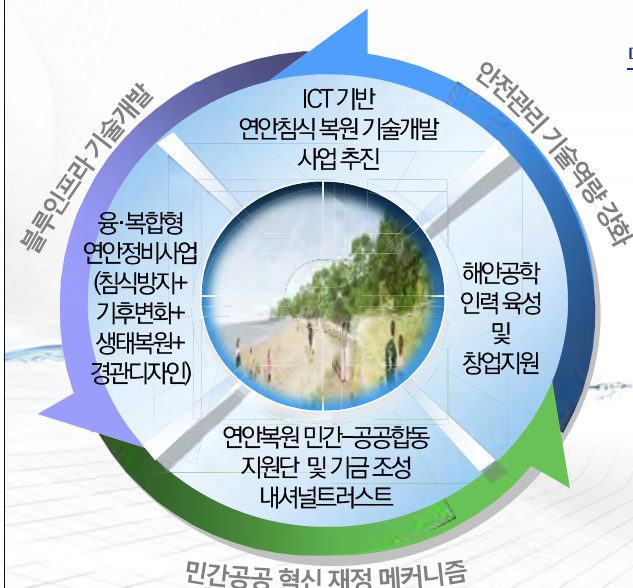 ICT 기반
연안침식 복원 기술개발
사업 추진
안전관리 기술역량 강화
블루인프라 기술개발
융·복합형
연안정비사업
(침식방지+
기후변화+
생태복원+
경관디자인)
해안공학
인력 육성
및
창업지원
연안복원 민간-공공합동
지원단 및 기금 조성
내셔널트러스트
민간공공 혁신 재정 메커니즘